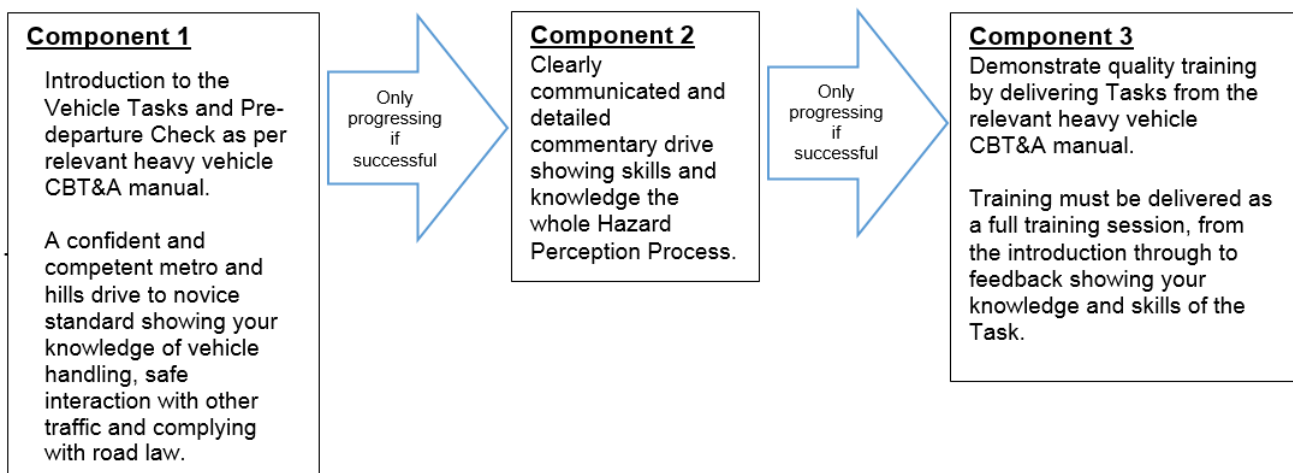 Component 1
Introduction to the
Vehicle Tasks and Pre-
departure Check as per
relevant heavy vehicle
CBT&A manual.
A confident and
competent metro and
hills drive to novice
standard showing your
knowledge of vehicle
handling, safe
interaction with other
traffic and complying
with road law.
Only
progressing
if
successful
Component 2
Clearly
communicated and
detailed
commentary drive
showing skills and
knowledge the
whole Hazard
Perception Process.
Only
progressing
if
successful
Component 3
Demonstrate quality training
by delivering Tasks from the
relevant heavy vehicle
CBT&A manual.
Training must be delivered as
a full training session, from
the introduction through to
feedback showing your
knowledge and skills of the
Task.